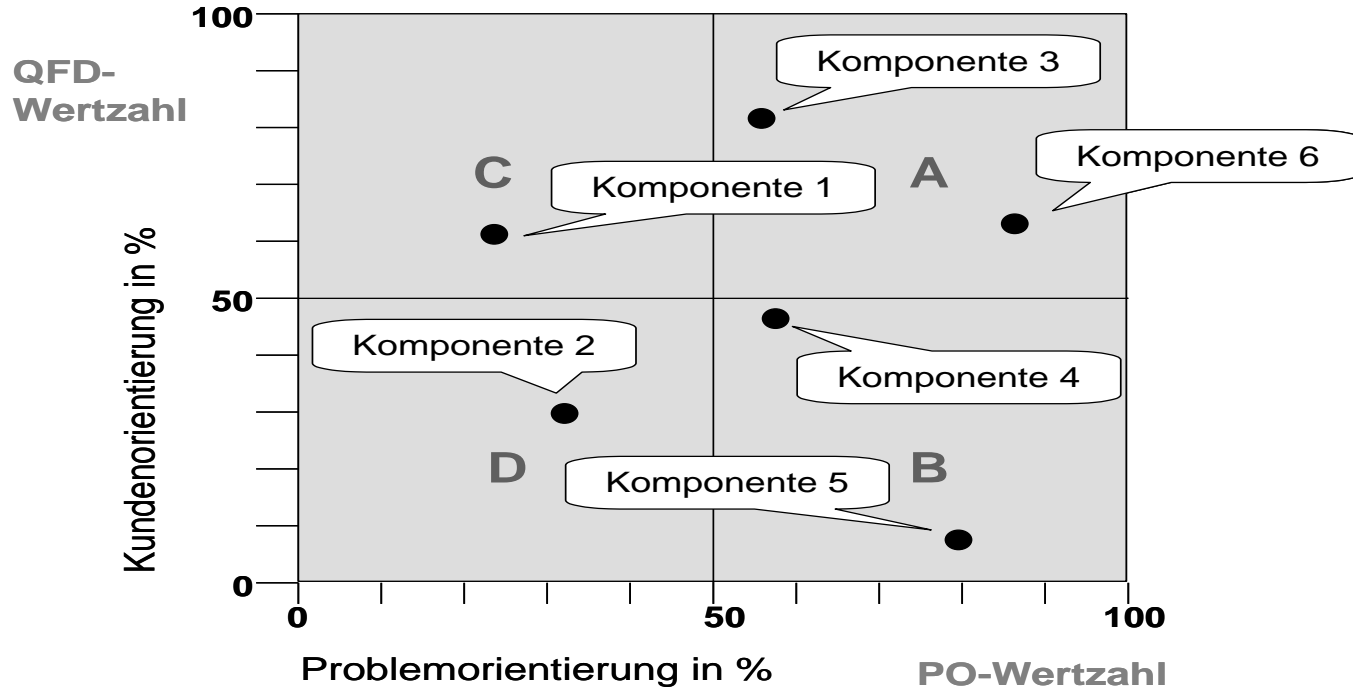 100
QFD-
Wertzahl
Komponente 3
C
A
Komponente 6
Komponente 1
Kundenorientierung in %
50
Komponente 2
Komponente 4
D
B
Komponente 5
0
0
50
100
Problemorientierung in %
PO-Wertzahl